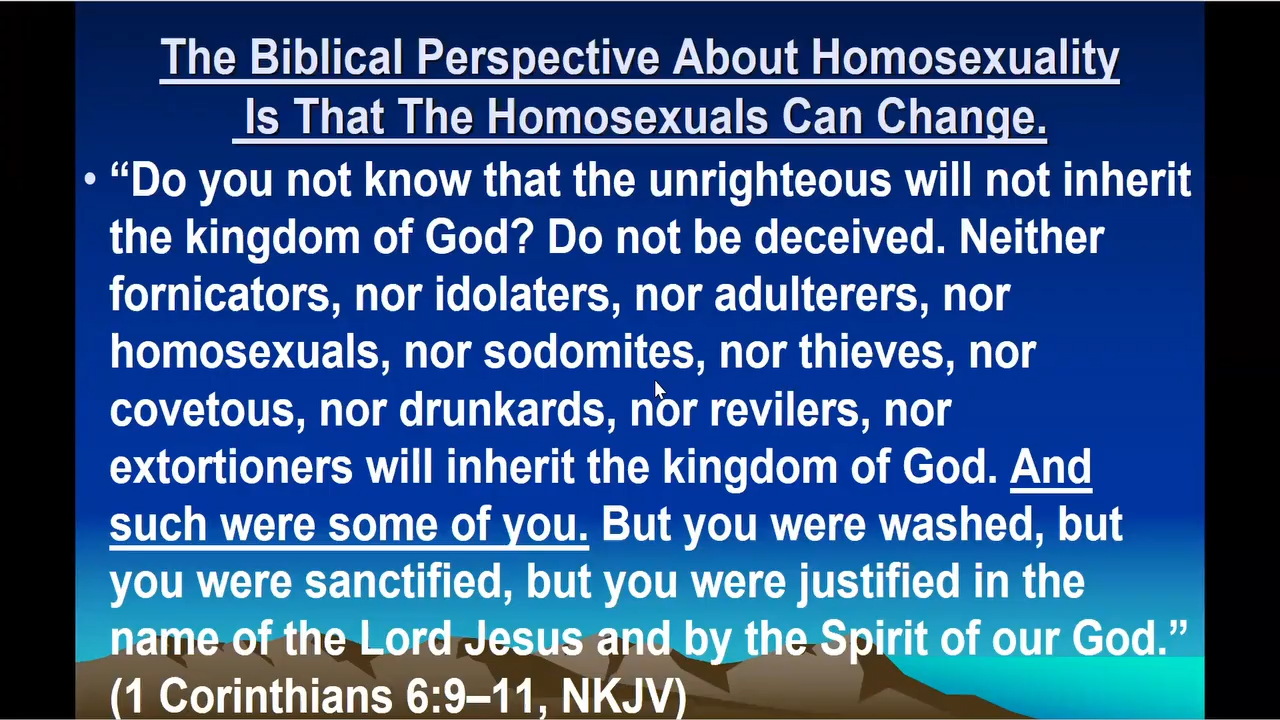 The Biblical Perspective About Homosexuality
Is That The Homosexuals Can Change.
• “Do you not know that the unrighteous will not inherit
the kingdom of God? Do not be deceived. Neither
fornicators, nor idolaters, nor adulterers, nor
homosexuals, nor sodomites, nor thieves, nor
covetous, nor drunkards, nor revilers, nor
extortioners will inherit the kingdom of God. And
such were some of you. But you were washed, but
you were sanctified, but you were justified in the
name of the Lord Jesus and by the Spirit of our God.”
(1 Corinthians 6:9–11, NKJV)